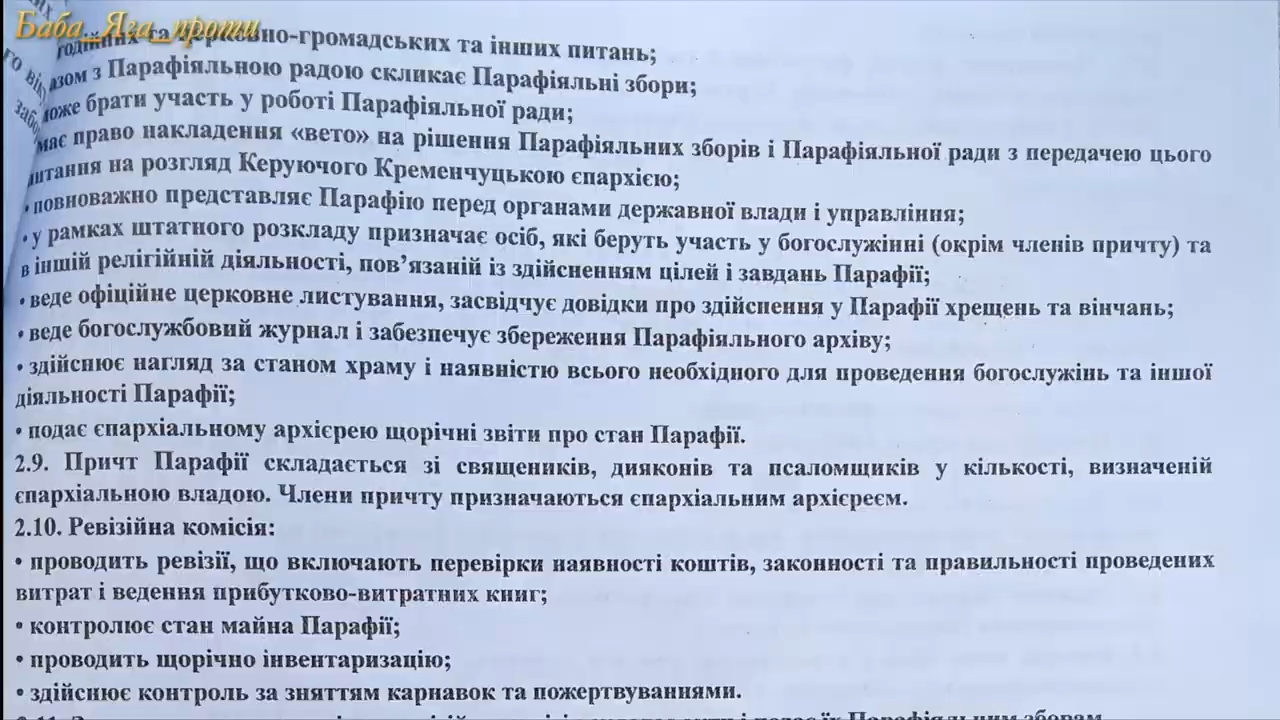 Баба_Яга_проти
та церковно-громадських та інших питань;
азом з Парафіяльною радою скликає Парафіяльні збори;
оже брати участь у роботі Парафіяльної ради;
має право накладення «вето» на рішення Парафіяльних зборів і Парафіяльної ради з передачею цього
итання на розгляд Керуючого Кременчуцькою єпархією;
• повноважно представляє Парафію перед органами державної влади і управління;
• у рамках штатного розкладу призначає осіб, які беруть участь у богослужінні (окрім членів причту) та
в іншій релігійній діяльності, пов’язаній із здійсненням цілей і завдань Парафії;
• веде офіційне церковне листування, засвідчує довідки про здійснення у Парафії хрещень та вінчань;
• веде богослужбовий журнал і забезпечує збереження Парафіяльного архіву;
• здійснює нагляд за станом храму і наявністю всього необхідного для проведення богослужінь та іншої
діяльності Парафії;
• подає єпархіальному архієрею щорічні звіти про стан Парафії.
2.9. Причт Парафії складається зі священиків, дияконів та псаломщиків у кількості, визначеній
єпархіальною владою. Члени причту призначаються єпархіальним архієреєм.
2.10. Ревізійна комісія:
• проводить ревізії, що включають перевірки наявності коштів, законності та правильності проведених
витрат і ведення прибутково-витратних книг;
• контролює стан майна Парафії;
• проводить щорічно інвентаризацію;
• здійснює контроль за зняттям карнавок та пожертвуваннями.